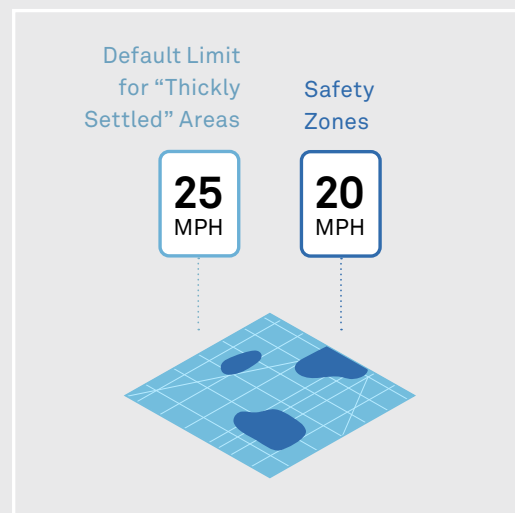 Default Limit
for “Thickly
Settled” Areas
Safety
Zones
25
MPH
20
MPH